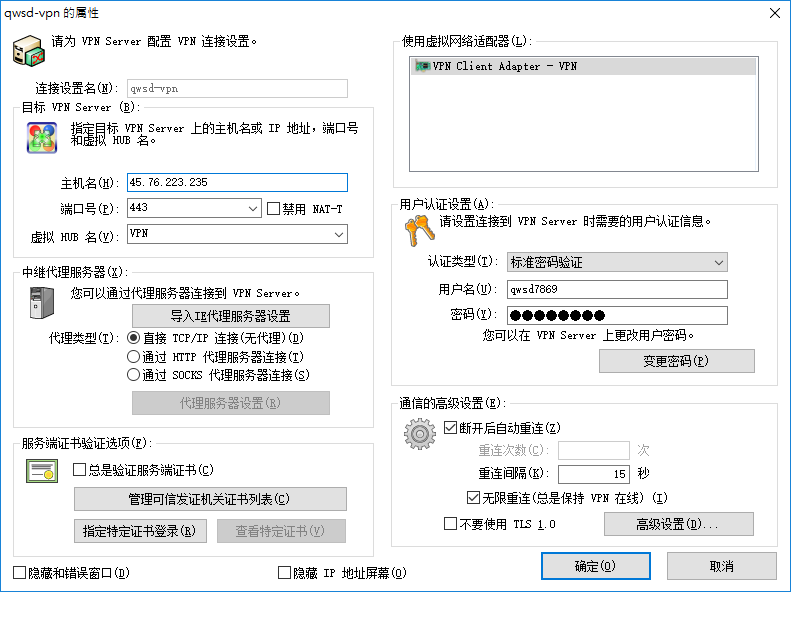 qwsd-vpn 的属性
请为 VPN Server 配置 VPN 连接设置。
连接设置名(N): qwsd-vpn
目标 VPN Server (B):
指定目标 VPN Server 上的主机名或 IP 地址，端口号
和虚拟 HUB 名。
主机名(H): 45.76.223.235
端口号(P): 443 禁用 NAT-T
虚拟 HUB 名(V): VPN
中继代理服务器(X):
您可以通过代理服务器连接到 VPN Server。
导入IE代理服务器设置
代理类型(T): 直接 TCP/IP 连接(无代理)(D)
通过 HTTP 代理服务器连接(T)
通过 SOCKS 代理服务器连接(S)
代理服务器设置(R)
服务端证书验证选项(F):
总是验证服务端证书(C)
管理可信发证机关证书列表(C)
指定特定证书登录(R) 查看特定证书(V)
隐藏和错误窗口(D) 隐藏 IP 地址屏幕(O)
使用虚拟网络适配器(L):
VPN Client Adapter - VPN
用户认证设置(A):
请设置连接到 VPN Server 时需要的用户认证信息。
认证类型(T): 标准密码验证
用户名(U): qwsd7869
密码(Y): ●●●●●●●●
您可以在 VPN Server 上更改用户密码。
变更密码(P)
通信的高级设置(E):
断开后自动重连(Z)
重连次数(C): 次
重连间隔(K): 15 秒
无限重连(总是保持 VPN 在线) (I)
不要使用 TLS 1.0 高级设置(D)...
确定(O) 取消